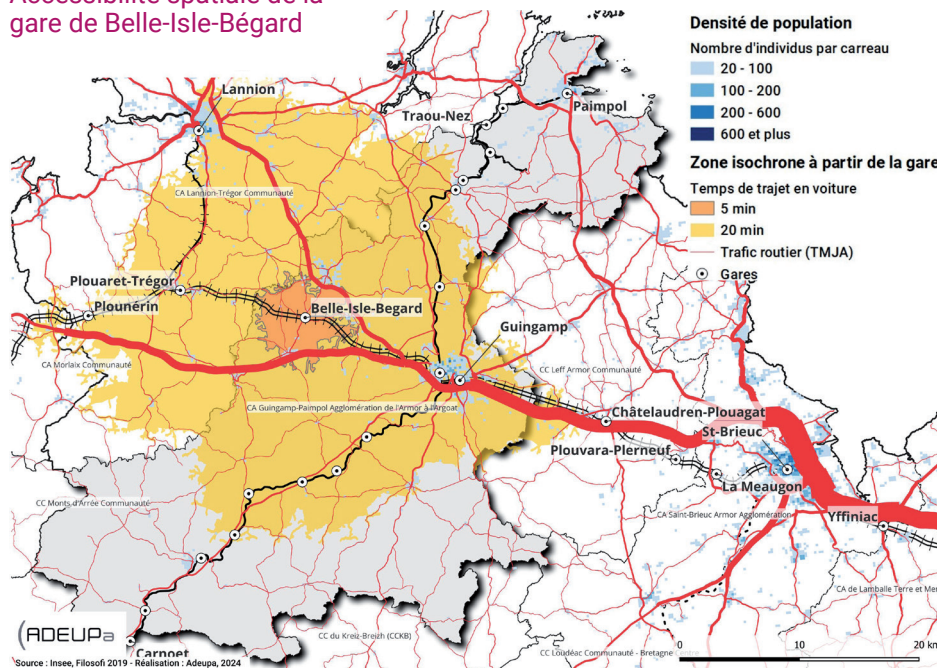 Accessibilité spatiale de la
gare de Belle-Isle-Bégard
Densité de population
Nombre d'individus par carreau
20 - 100
100 - 200
200 - 600
600 et plus
Zone isochrone à partir de la gare
Temps de trajet en voiture
5 min
20 min
Trafic routier (TMJA)
Gares
Lannion
Traou-Nez
Paimpol
CA Lannion-Trégor Communauté
Plouaret-Trégor
Plounérin
Belle-Isle-Begard
Guingamp
CA Morlaix Communauté
CC Leff Armor Communauté
CA Guingamp-Paimpol Agglomération de l'Armor à l'Argoat
Châtelaudren-Plouagat
St-Brieuc
Plouvara-Plerneuf
La Meaugon
CC Monts d'Arrée Communauté
CA Saint-Brieuc Armor Agglomération
Yffiniac
CA de Lamballe Terre et Mer
CC du Kreiz-Breizh (CCKB)
Carnoet
CC Loudéac Communauté - Bretagne Centre
0 10 20 km
ADEUPa
Source : Insee, Filosofi 2019 - Réalisation : Adeupa, 2024